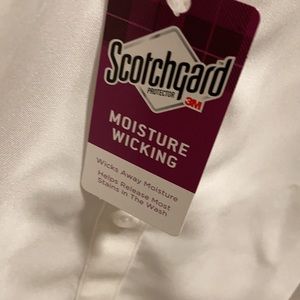 Scotchgard
PROTECTOR
3M
MOISTURE
WICKING
Wicks Away Moisture
Helps Release Most
Stains in The Wash